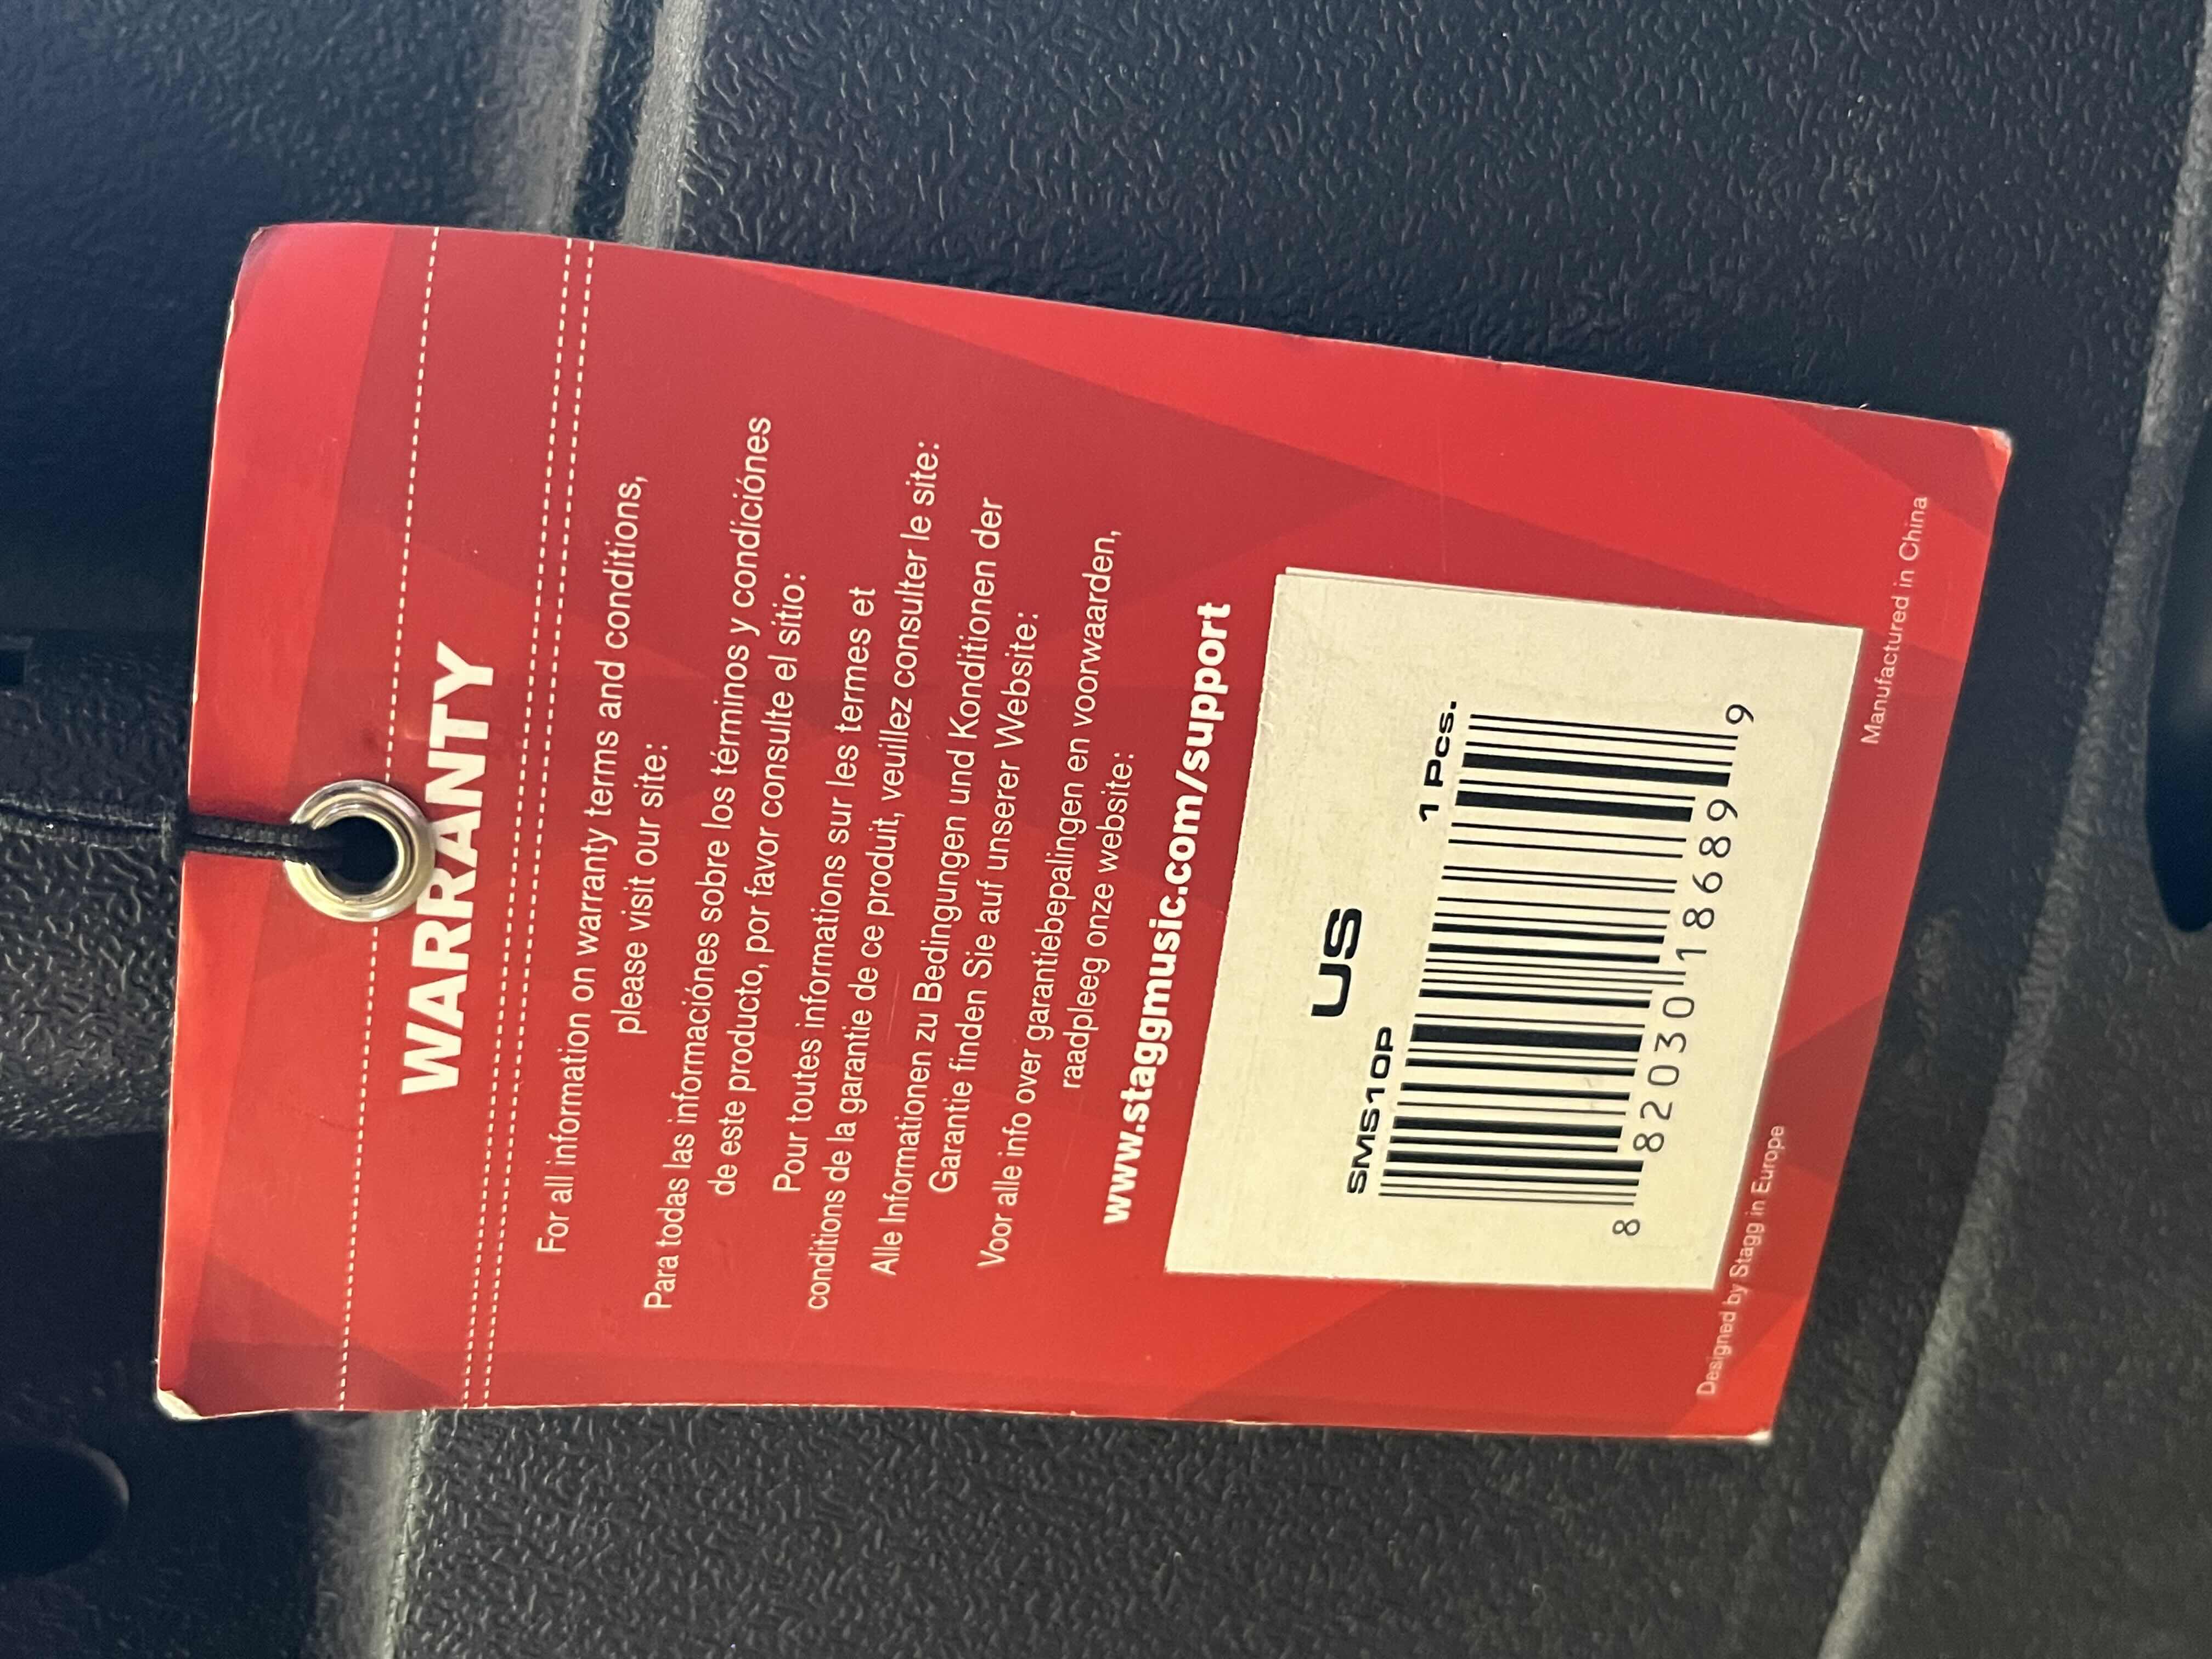 WARRANTY
For all information on warranty terms and conditions,
please visit our site:
Para todas las informaciónes sobre los términos y condiciónes
de este producto, por favor consulte el sitio:
Pour toutes informations sur les termes et
conditions de la garantie de ce produit, veuillez consulter le site:
Alle Informationen zu Bedingungen und Konditionen der
Garantie finden Sie auf unserer Website:
Voor alle info over garantiebepalingen en voorwaarden,
raadpleeg onze website:
www.staggmusic.com/support
US
SMS10P 1 Pcs.
8 82030 18689 9
Designed by Stagg in Europe Manufactured in China